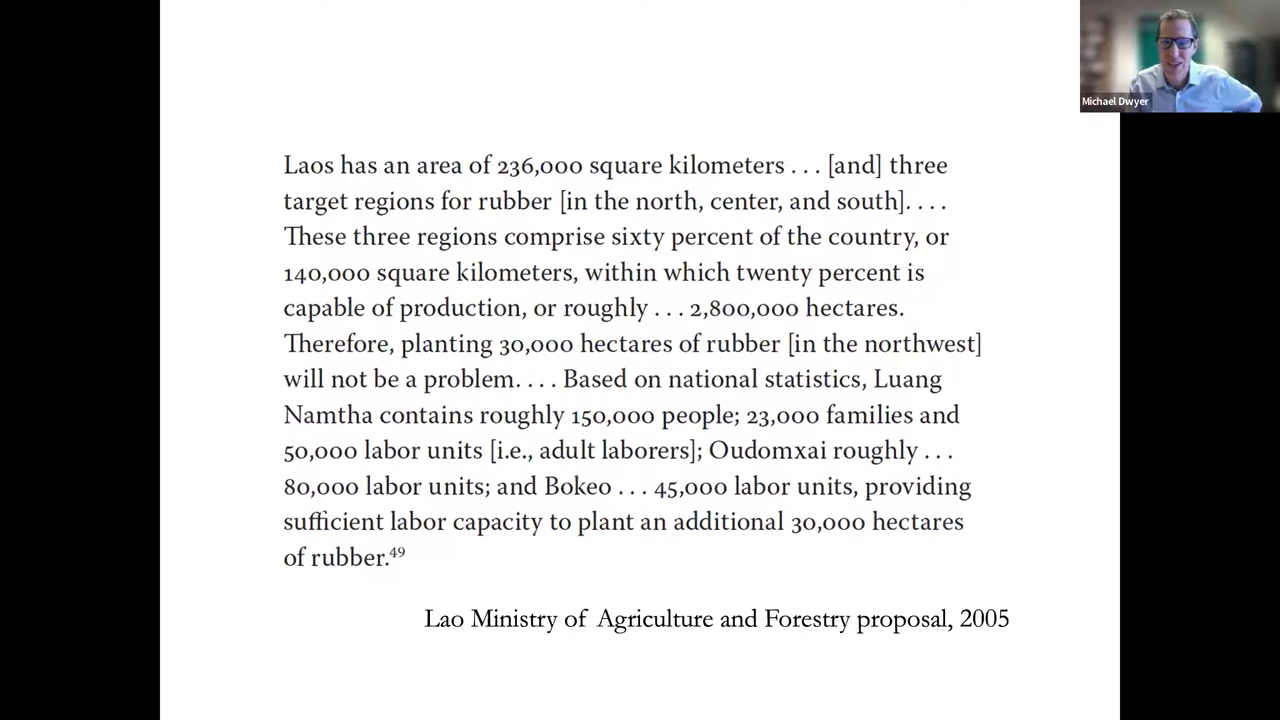 Michael Dwyer
Laos has an area of 236,000 square kilometers . . . [and] three
target regions for rubber [in the north, center, and south]. . . .
These three regions comprise sixty percent of the country, or
140,000 square kilometers, within which twenty percent is
capable of production, or roughly . . . 2,800,000 hectares.
Therefore, planting 30,000 hectares of rubber [in the northwest]
will not be a problem. . . . Based on national statistics, Luang
Namtha contains roughly 150,000 people; 23,000 families and
50,000 labor units [i.e., adult laborers]; Oudomxai roughly . . .
80,000 labor units; and Bokeo . . . 45,000 labor units, providing
sufficient labor capacity to plant an additional 30,000 hectares
of rubber.49
Lao Ministry of Agriculture and Forestry proposal, 2005